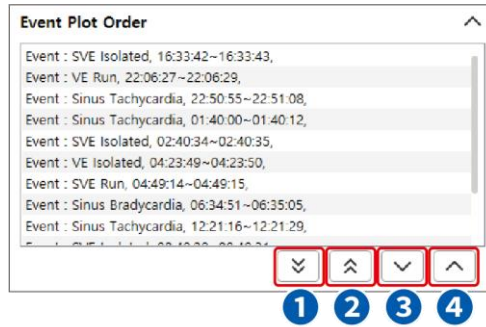 Event Plot Order
Event : SVE Isolated, 16:33:42~16:33:43,
Event : VE Run, 22:06:27~22:06:29,
Event : Sinus Tachycardia, 22:50:55~22:51:08,
Event : Sinus Tachycardia, 01:40:00~01:40:12,
Event : SVE Isolated, 02:40:34~02:40:35,
Event : VE Isolated, 04:23:49~04:23:50,
Event : SVE Run, 04:49:14~04:49:15,
Event : Sinus Bradycardia, 06:34:51~06:35:05,
Event : Sinus Tachycardia, 12:21:16~12:21:29,
1 2 3 4